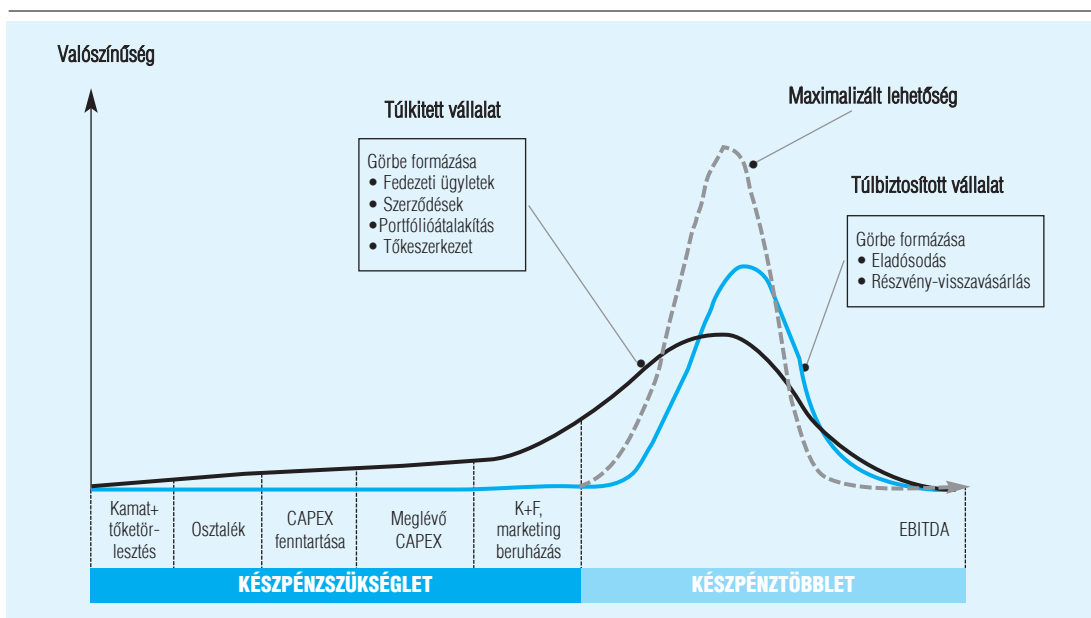 Valószínűség
Túlkitett vállalat
Görbe formázása
• Fedezeti ügyletek
• Szerződések
•Portfólióátalakítás
• Tőkeszerkezet
Maximalizált lehetőség
Túlbiztosított vállalat
Görbe formázása
• Eladósodás
• Részvény-visszavásárlás
Kamat+
tőketör-
lesztés
Osztalék
CAPEX
fenntartása
Meglévő
CAPEX
K+F,
marketing
beruházás
EBITDA
KÉSZPÉNZSZÜKSÉGLET
KÉSZPÉNZTÖBBLET